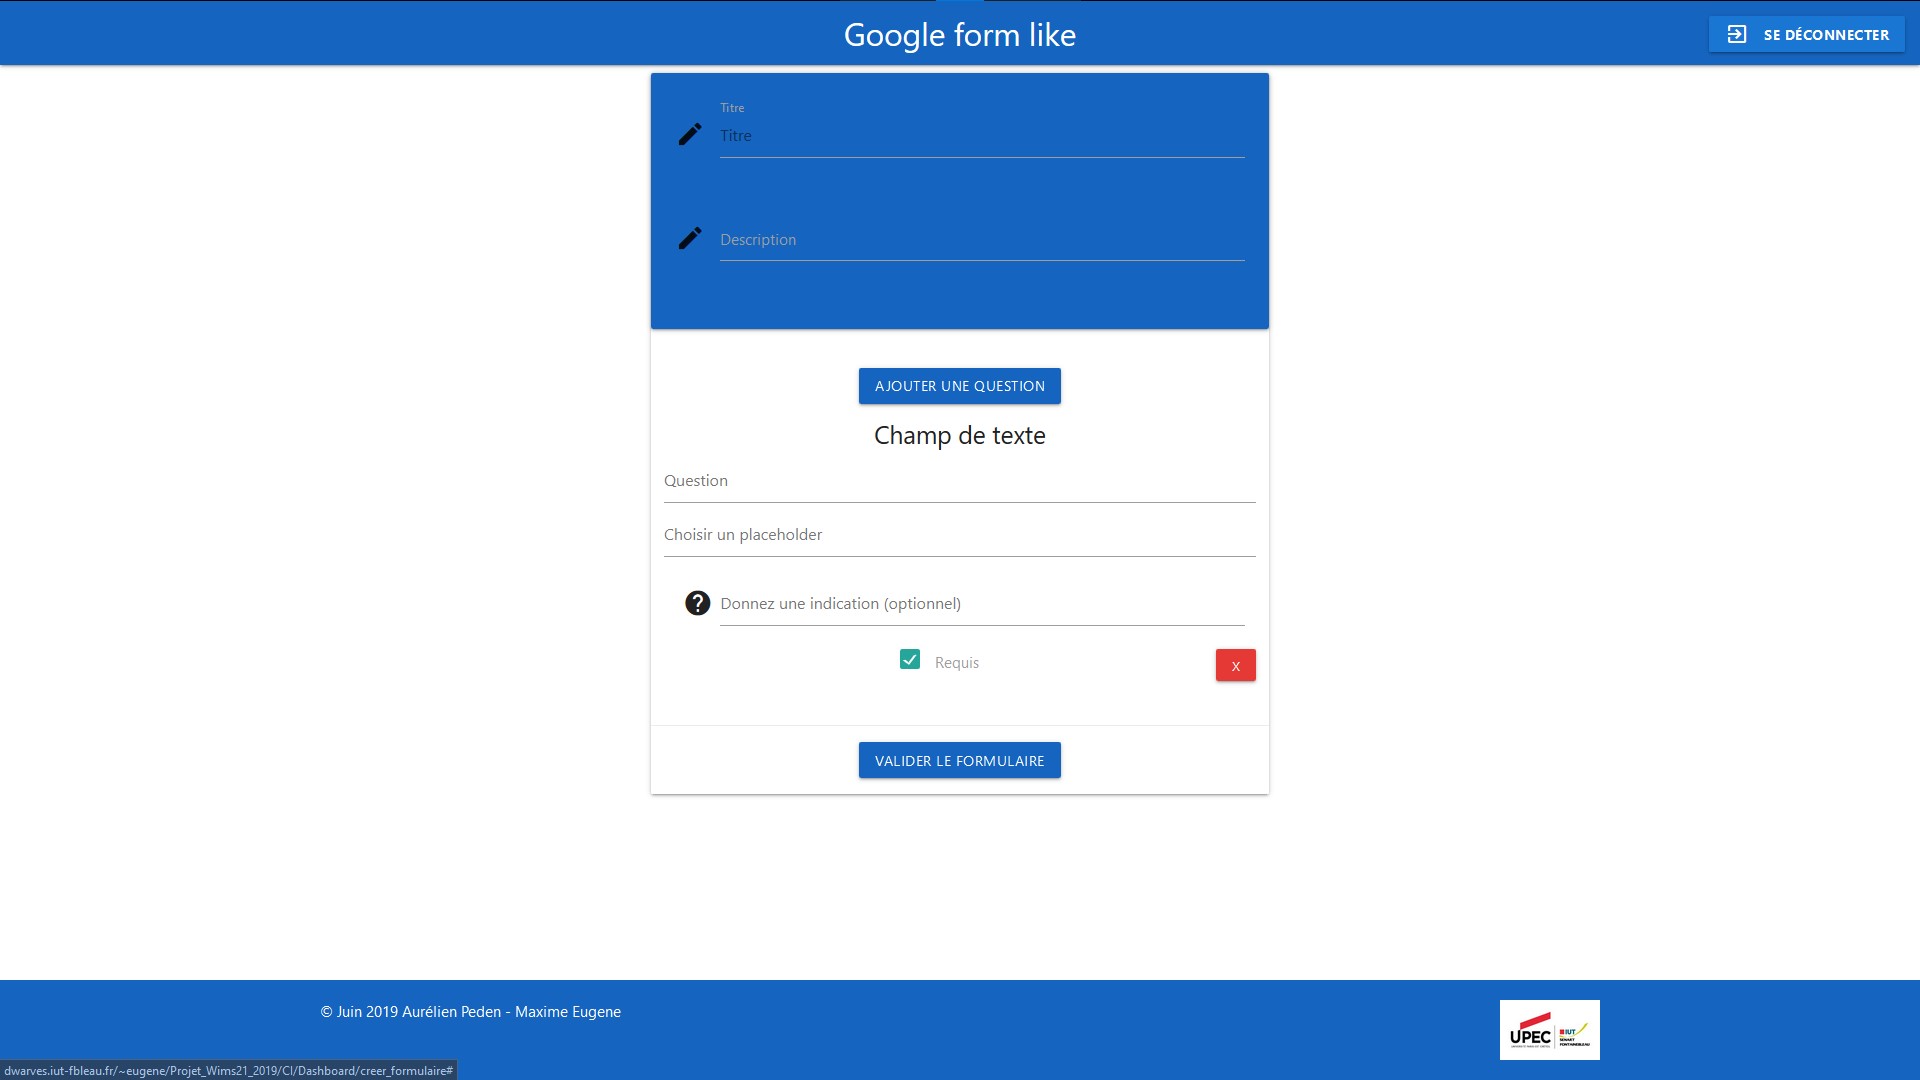 Google form like
SE DÉCONNECTER
Titre
Titre
Description
AJOUTER UNE QUESTION
Champ de texte
Question
Choisir un placeholder
? Donnez une indication (optionnel)
Requis
X
VALIDER LE FORMULAIRE
© Juin 2019 Aurélien Peden - Maxime Eugene
UPEC
IUT
SÉNART
FONTAINEBLEAU
dwarves.iut-fbleau.fr/~eugene/Projet_Wims21_2019/CI/Dashboard/creer_formulaire#